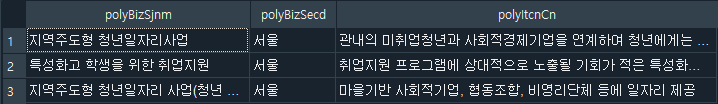 polyBizSjnm polyBizSecd polyItcnCn
1 지역주도형 청년일자리사업 서울 관내의 미취업청년과 사회적경제기업을 연계하여 청년에게는 ...
2 특성화고 학생을 위한 취업지원 서울 취업지원 프로그램에 상대적으로 노출될 기회가 적은 특성화...
3 지역주도형 청년일자리 사업(청년 ... 서울 마을기반 사회적기업, 협동조합, 비영리단체 등에 일자리 제공